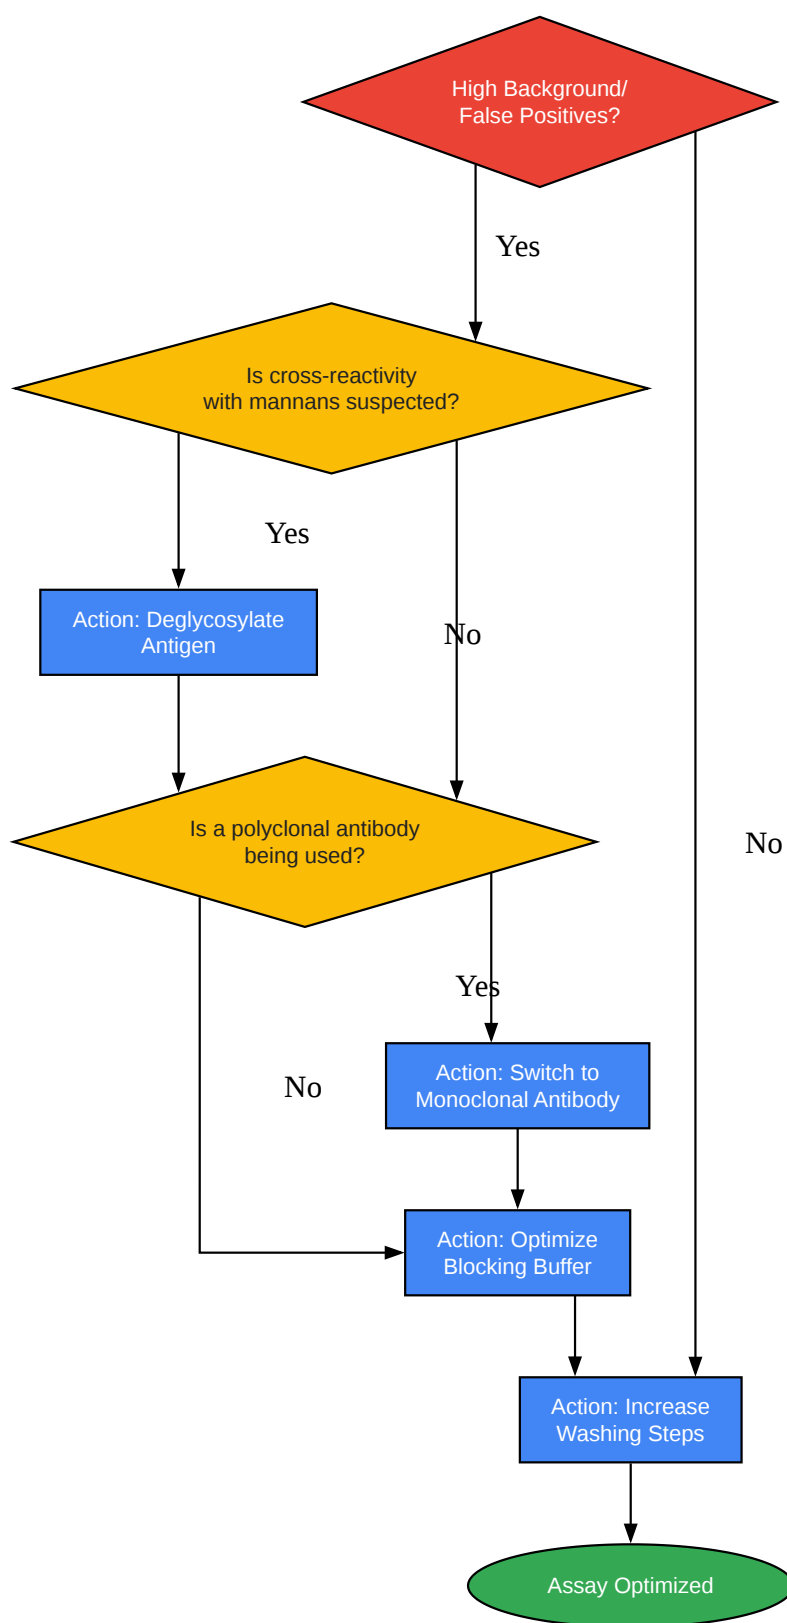 High Background/
False Positives?
Yes
Is cross-reactivity
with mannans suspected?
Yes
Action: Deglycosylate
Antigen
No
Is a polyclonal antibody
being used?
No
Yes
Action: Switch to
Monoclonal Antibody
No
Action: Optimize
Blocking Buffer
Action: Increase
Washing Steps
Assay Optimized